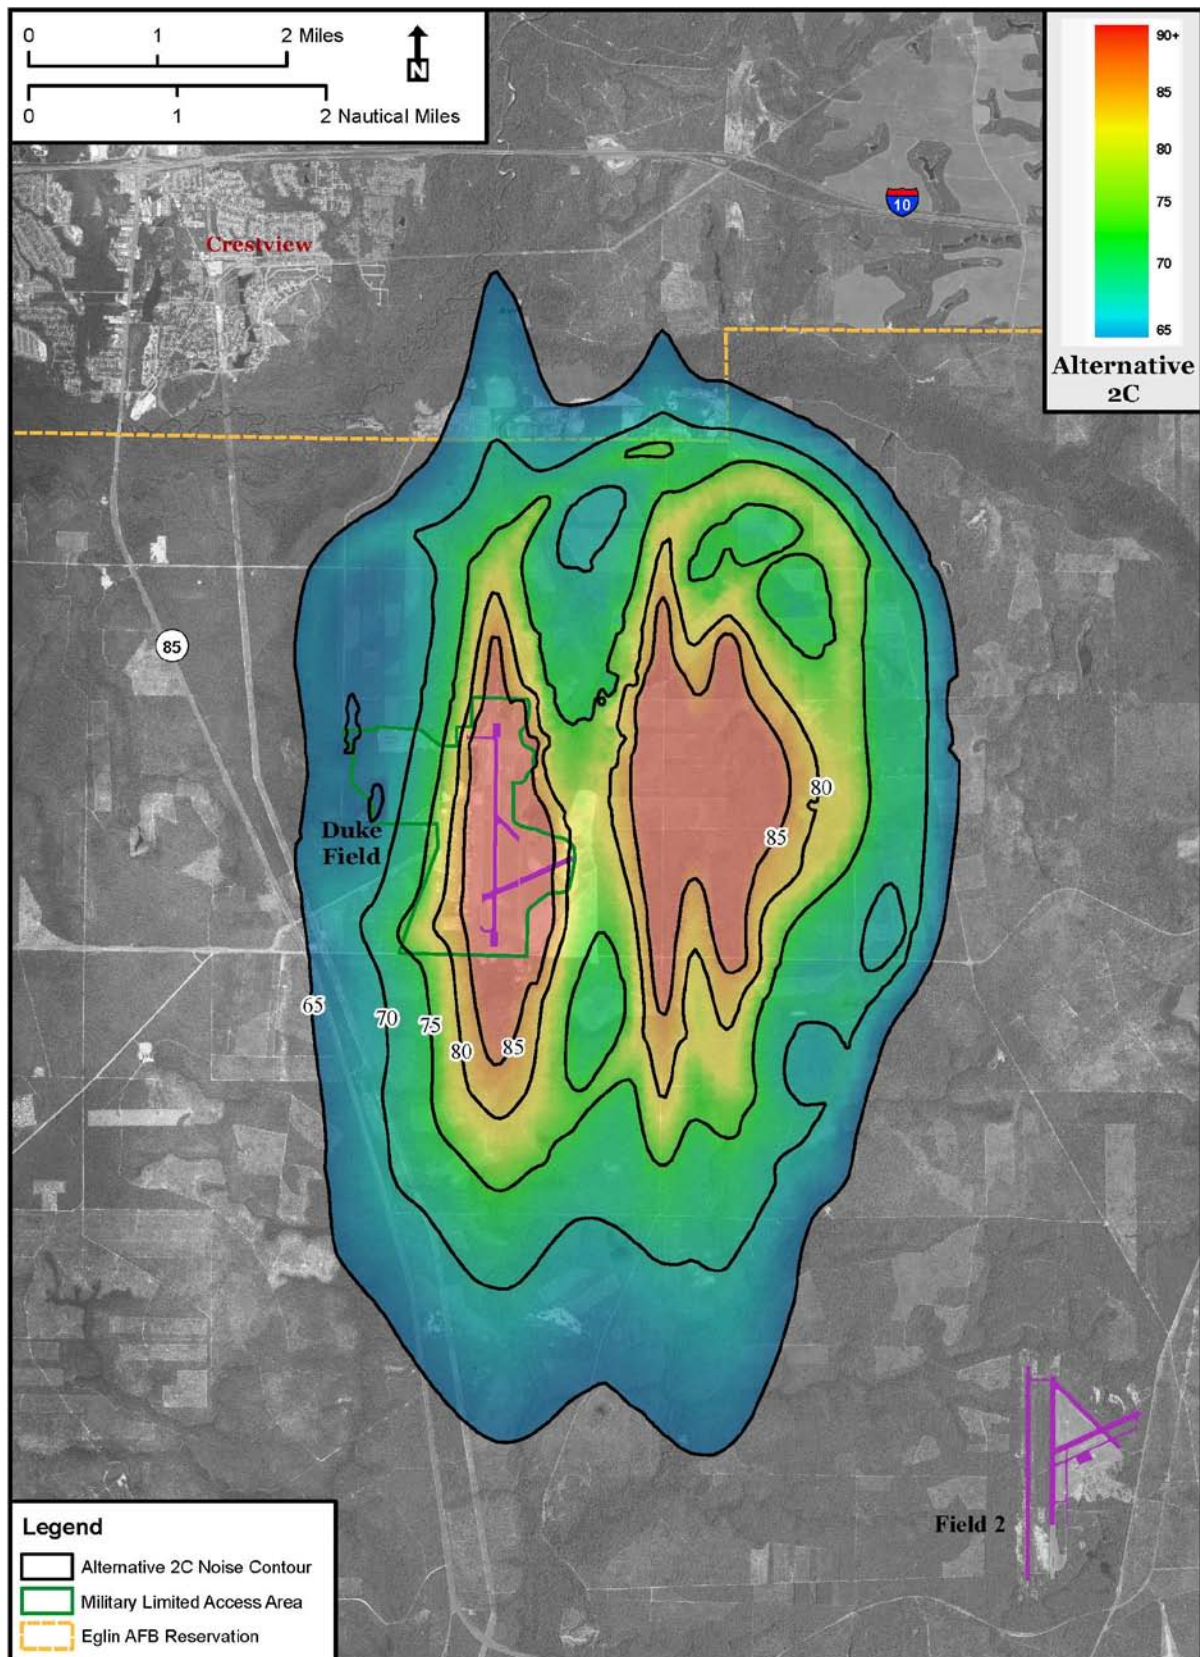 0 1 2 Miles
N
0 1 2 Nautical Miles
90+
85
80
75
70
65
Alternative
2C
10
Crestview
85
80
85
Duke
Field
65
70
75
80
85
Field 2
Legend
Alternative 2C Noise Contour
Military Limited Access Area
Eglin AFB Reservation